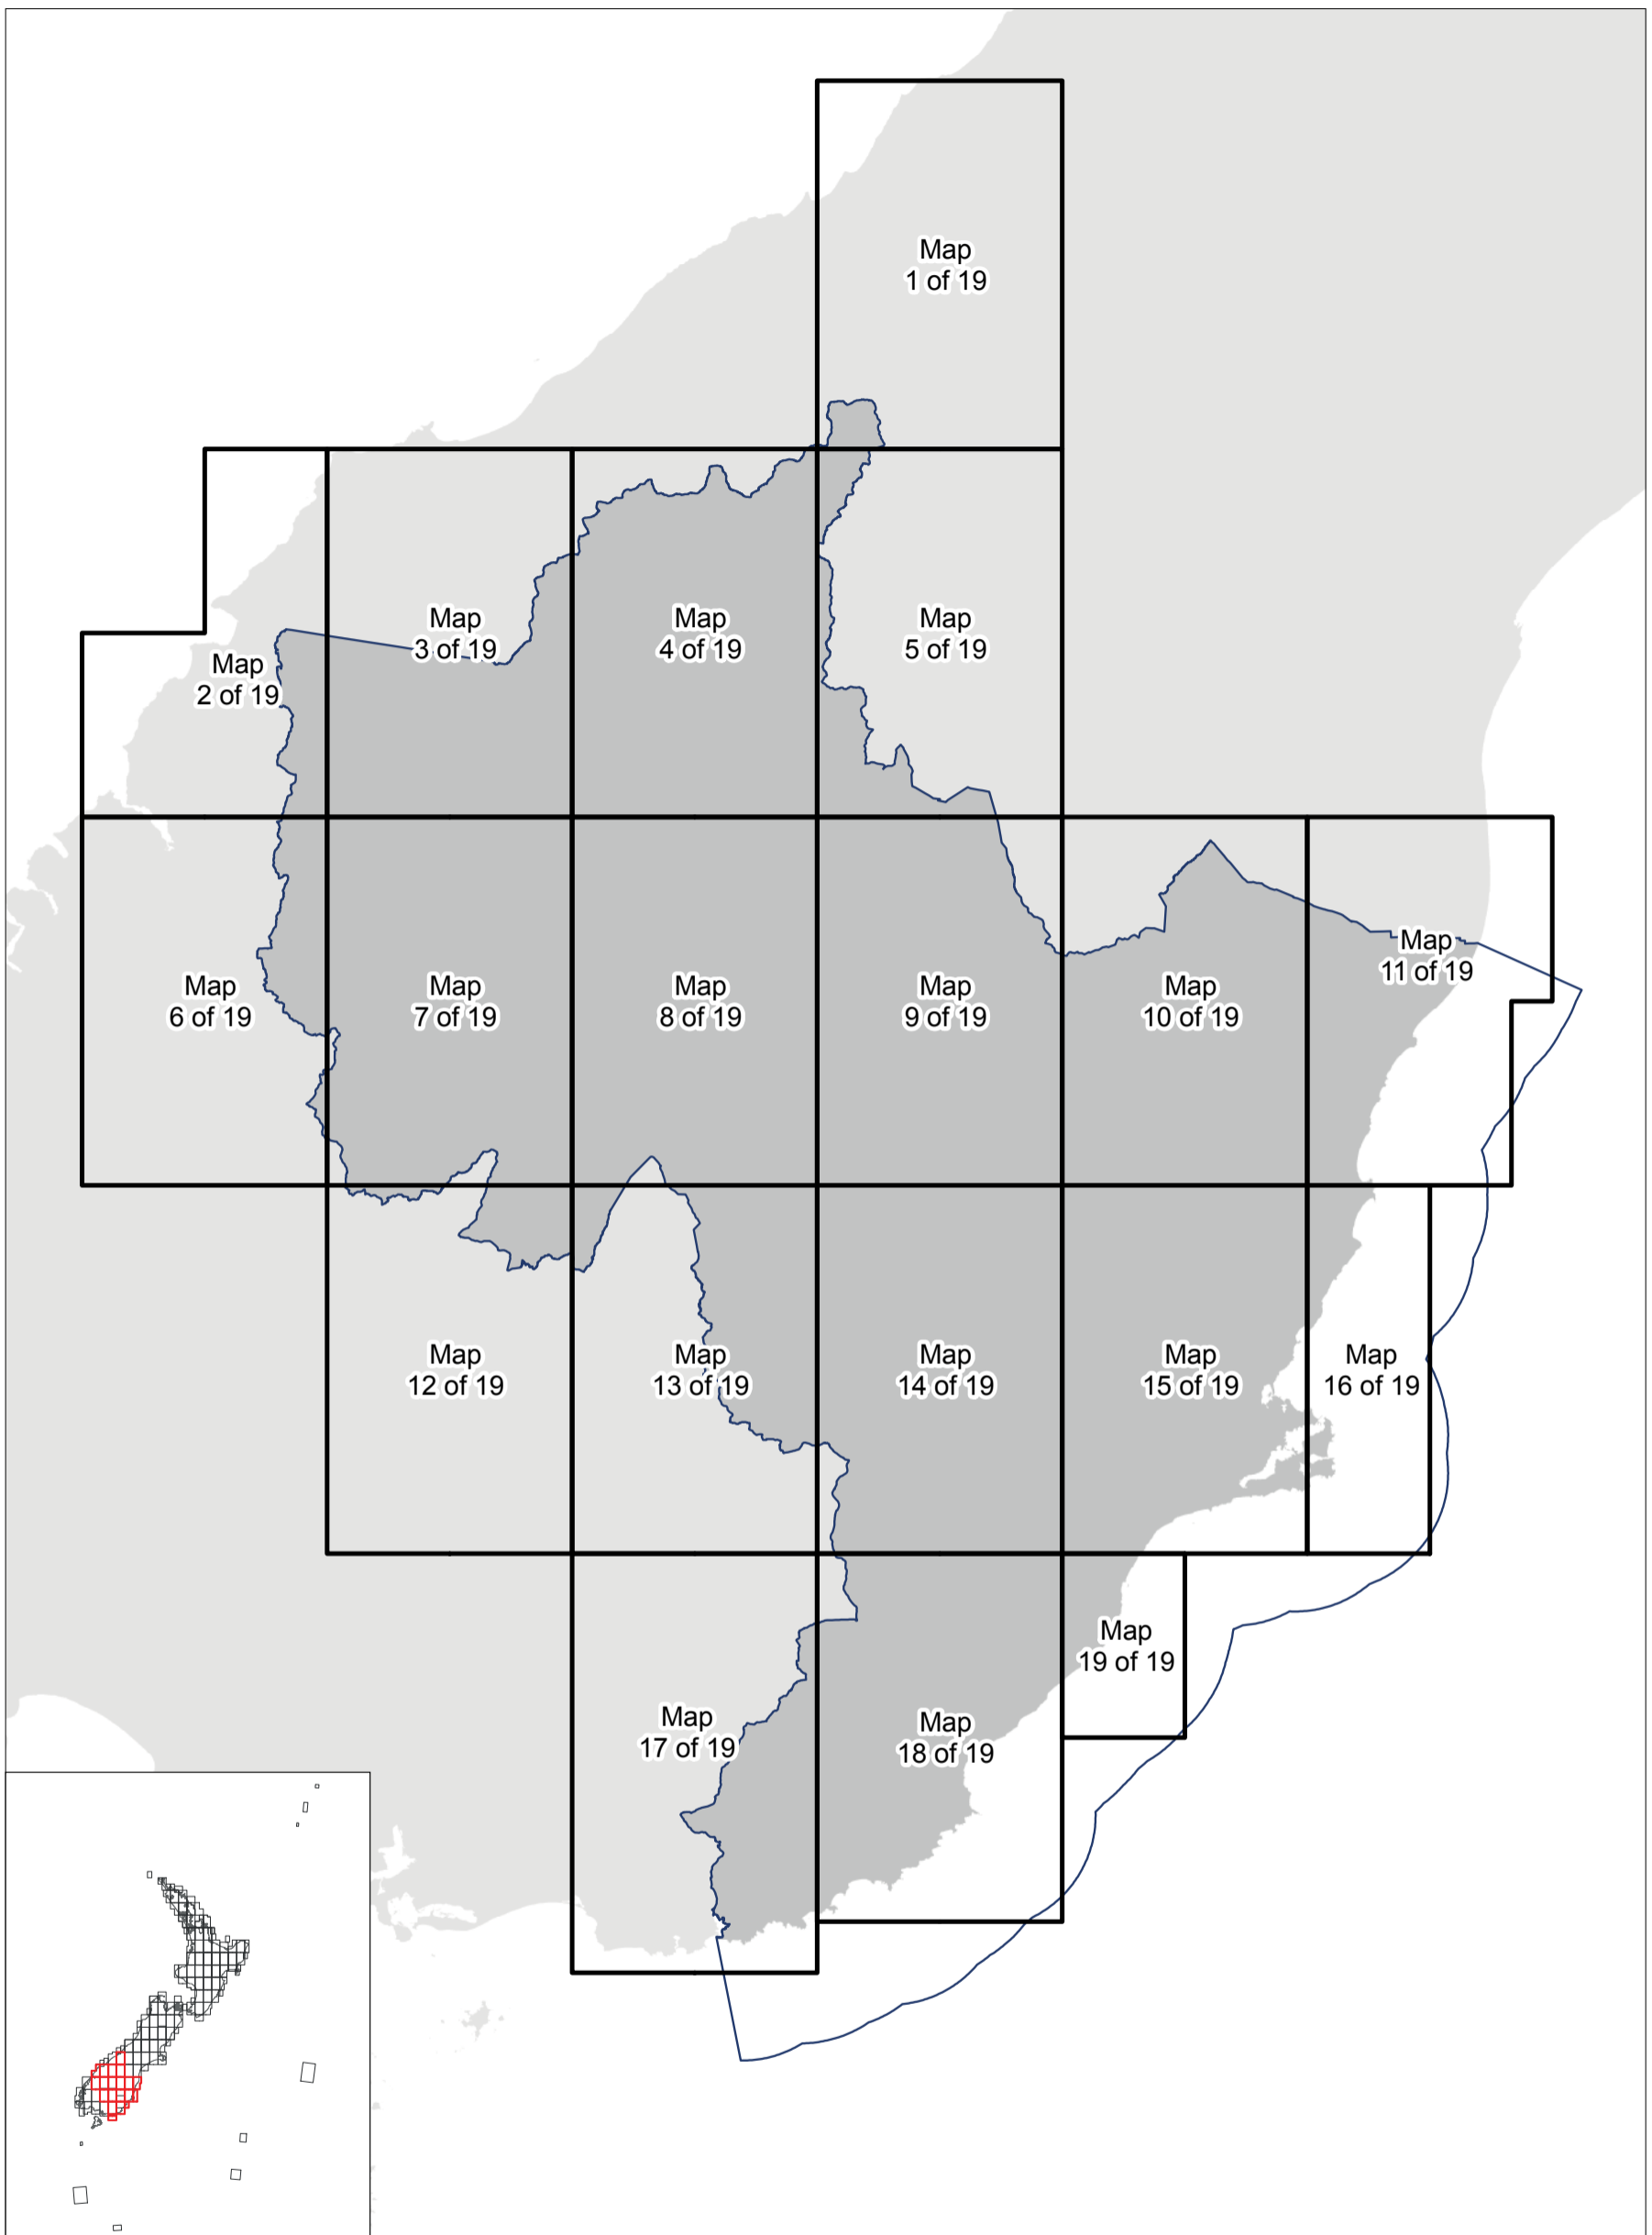 Map
1 of 19
Map
2 of 19
Map
3 of 19
Map
4 of 19
Map
5 of 19
Map
6 of 19
Map
7 of 19
Map
8 of 19
Map
9 of 19
Map
10 of 19
Map
11 of 19
Map
12 of 19
Map
13 of 19
Map
14 of 19
Map
15 of 19
Map
16 of 19
Map
17 of 19
Map
18 of 19
Map
19 of 19